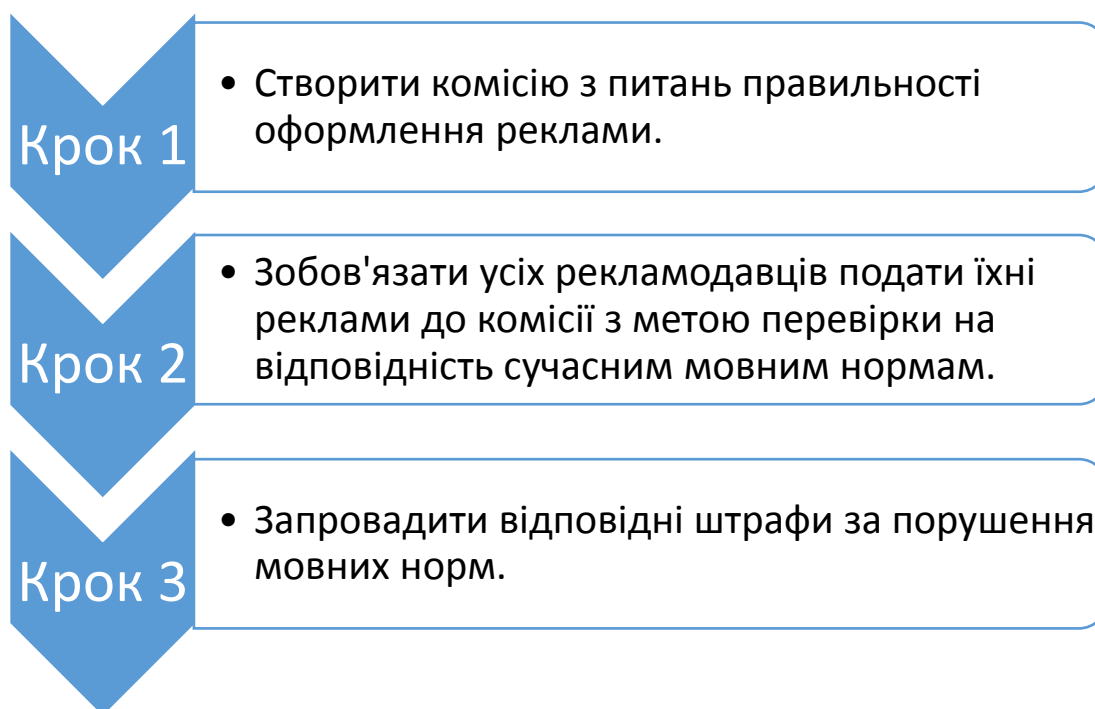 Крок 1
• Створити комісію з питань правильності
оформлення реклами.
Крок 2
• Зобов'язати усіх рекламодавців подати їхні
реклами до комісії з метою перевірки на
відповідність сучасним мовним нормам.
Крок 3
• Запровадити відповідні штрафи за порушення
мовних норм.